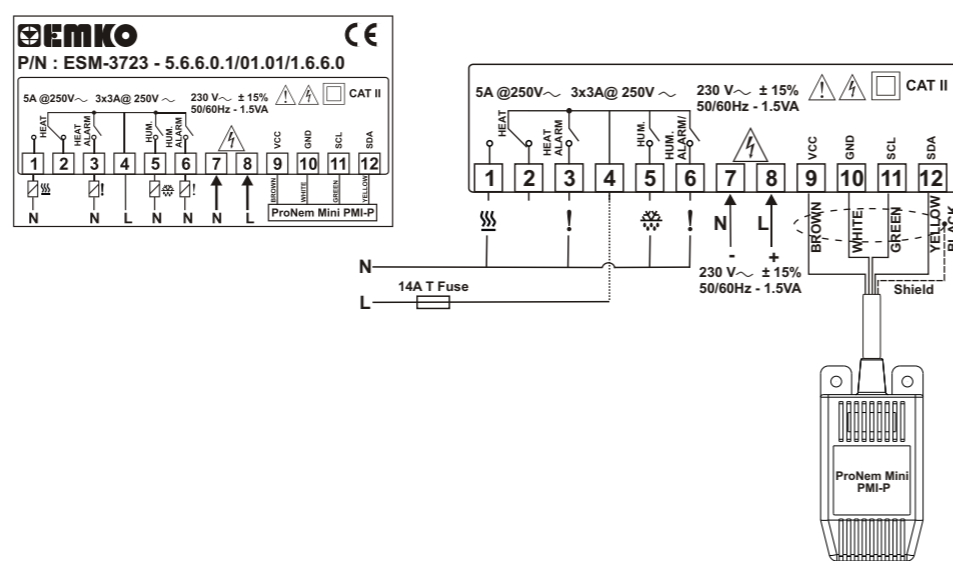 EMKO CE
P/N : ESM-3723 - 5.6.6.0.1/01.01/1.6.6.0
5A @250V～ 3x3A@ 250V ～ 230 V～ ± 15% CAT II
50/60Hz - 1.5VA
HEAT HEAT ALARM HUM. HUM. ALARM VCC GND SCL SDA
1 2 3 4 5 6 7 8 9 10 11 12
! !
BROWN WHITE GREEN YELLOW
N N L N N N L ProNem Mini PMI-P
5A @250V～ 3x3A@ 250V ～ 230 V～ ± 15% CAT II
50/60Hz - 1.5VA
HEAT HEAT ALARM HUM. HUM. ALARM/ VCC GND SCL SDA
1 2 3 4 5 6 7 8 9 10 11 12
! ! N L BROWN WHITE GREEN YELLOW BLACK
- +
N
230 V～ ± 15%
50/60Hz - 1.5VA
Shield
14A T Fuse
L
ProNem Mini
PMI-P